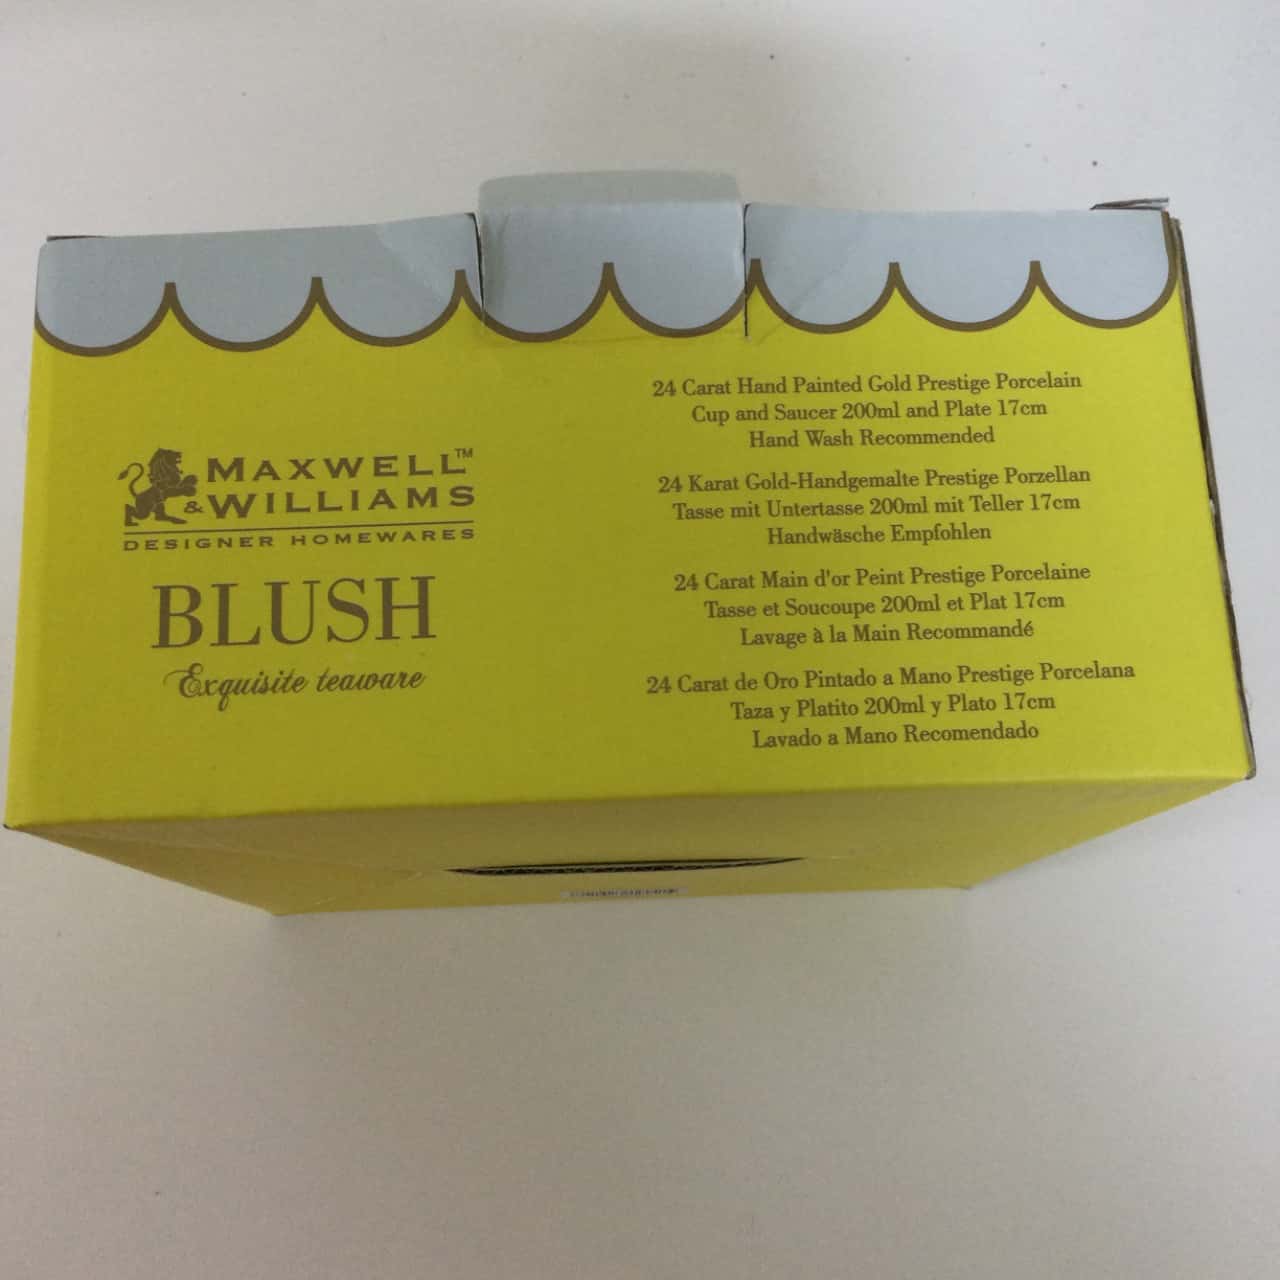 MAXWELL™
& WILLIAMS
DESIGNER HOMEWARES
BLUSH
Exquisite teaware
24 Carat Hand Painted Gold Prestige Porcelain
Cup and Saucer 200ml and Plate 17cm
Hand Wash Recommended
24 Karat Gold-Handgemalte Prestige Porzellan
Tasse mit Untertasse 200ml mit Teller 17cm
Handwäsche Empfohlen
24 Carat Main d'or Peint Prestige Porcelaine
Tasse et Soucoupe 200ml et Plat 17cm
Lavage à la Main Recommandé
24 Carat de Oro Pintado a Mano Prestige Porcelana
Taza y Platito 200ml y Plato 17cm
Lavado a Mano Recomendado